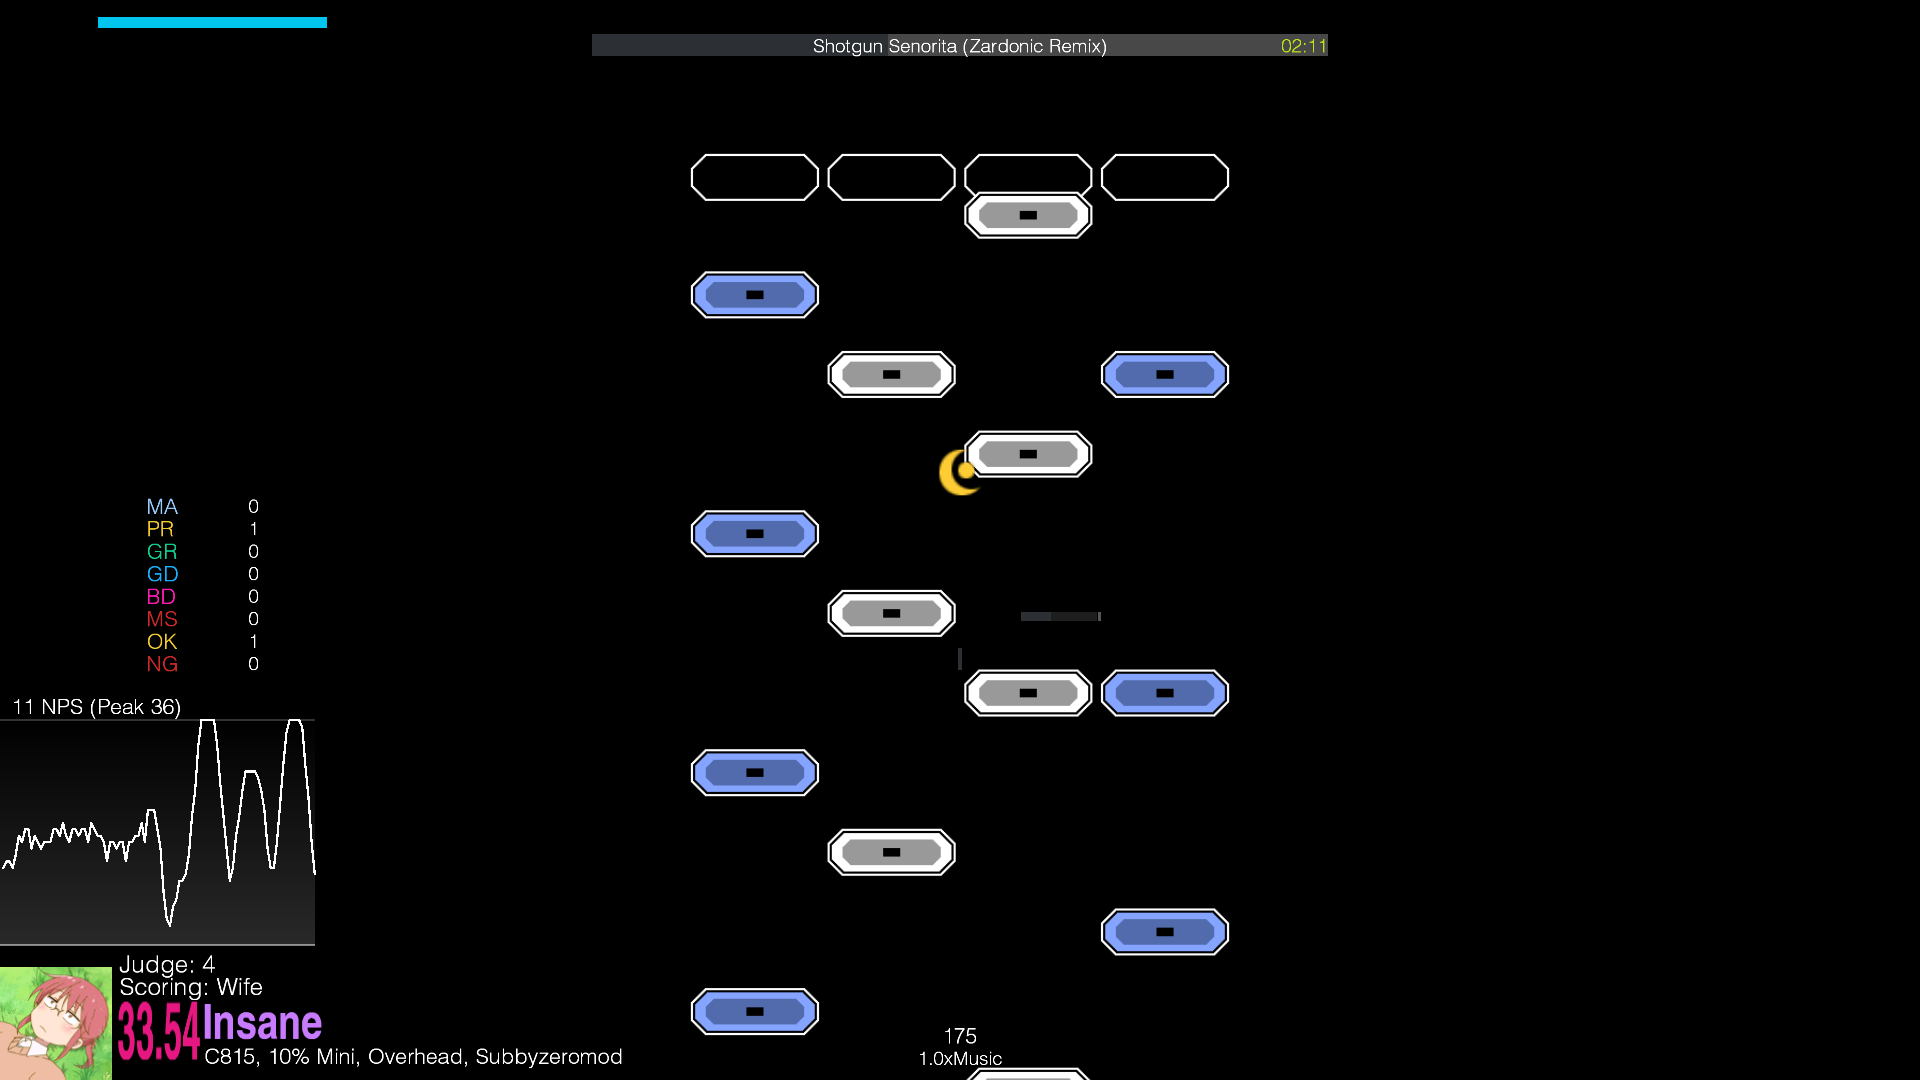 Shotgun Senorita (Zardonic Remix) 02:11
MA 0
PR 1
GR 0
GD 0
BD 0
MS 0
OK 1
NG 0
11 NPS (Peak 36)
Judge: 4
Scoring: Wife
33.54 Insane
C815, 10% Mini, Overhead, Subbyzeromod
175
1.0xMusic